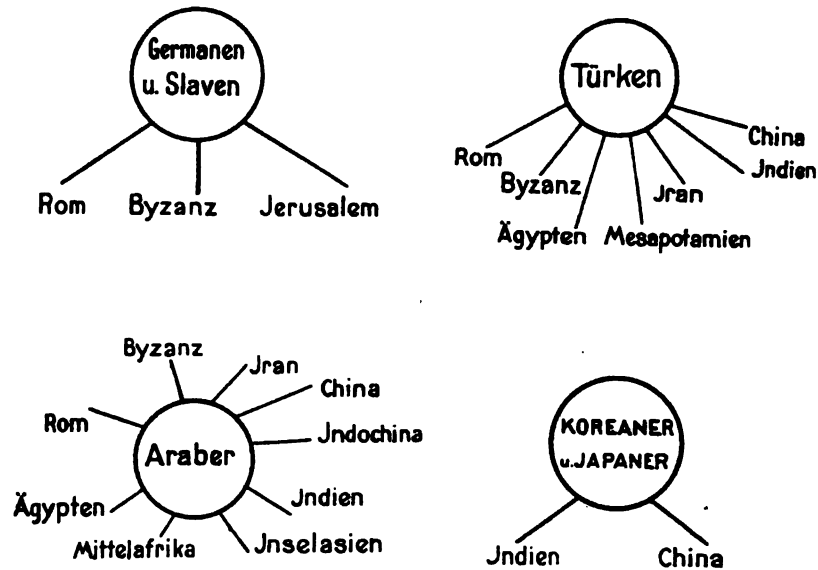 Germanen
u. Slaven
Rom
Byzanz
Jerusalem
Türken
Rom
Byzanz
Ägypten
Mesapotamien
Jran
Jndien
China
Araber
Byzanz
Jran
China
Jndochina
Jndien
Jnselasien
Mittelafrika
Ägypten
Rom
KOREANER
u. JAPANER
Jndien
China